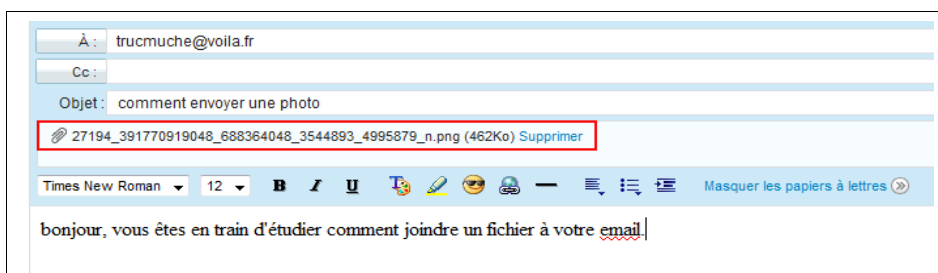 À : trucmuche@voila.fr
Cc :
Objet : comment envoyer une photo
27194_391770919048_688364048_3544893_4995879_n.png (462Ko) Supprimer
Times New Roman 12 B I U Masquer les papiers à lettres
bonjour, vous êtes en train d'étudier comment joindre un fichier à votre email.